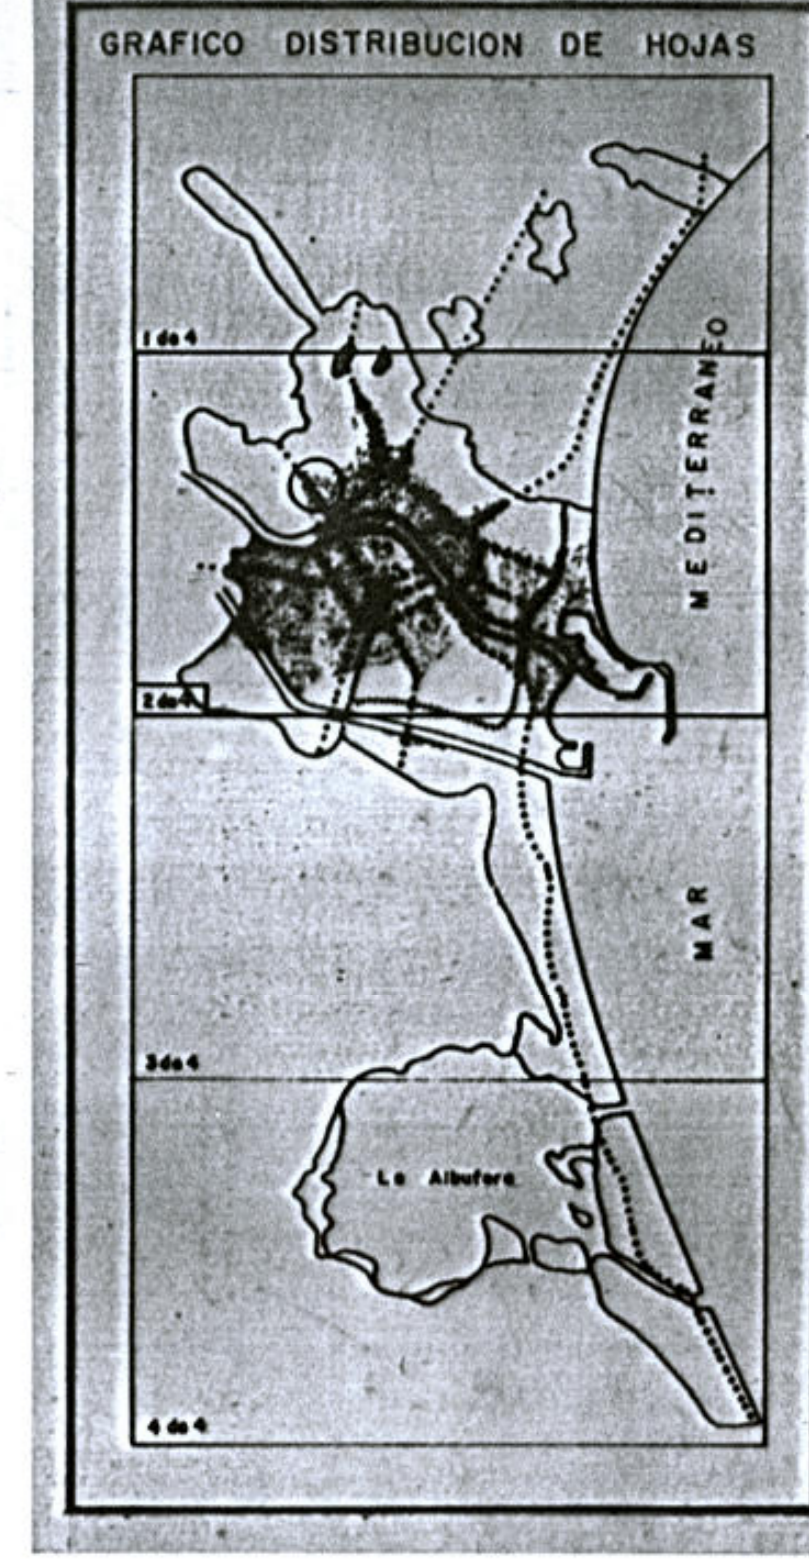 GRAFICO DISTRIBUCION DE HOJAS
1 de 4
MEDITERRANEO
2 de 4
MAR
3 de 4
La Albufera
4 de 4